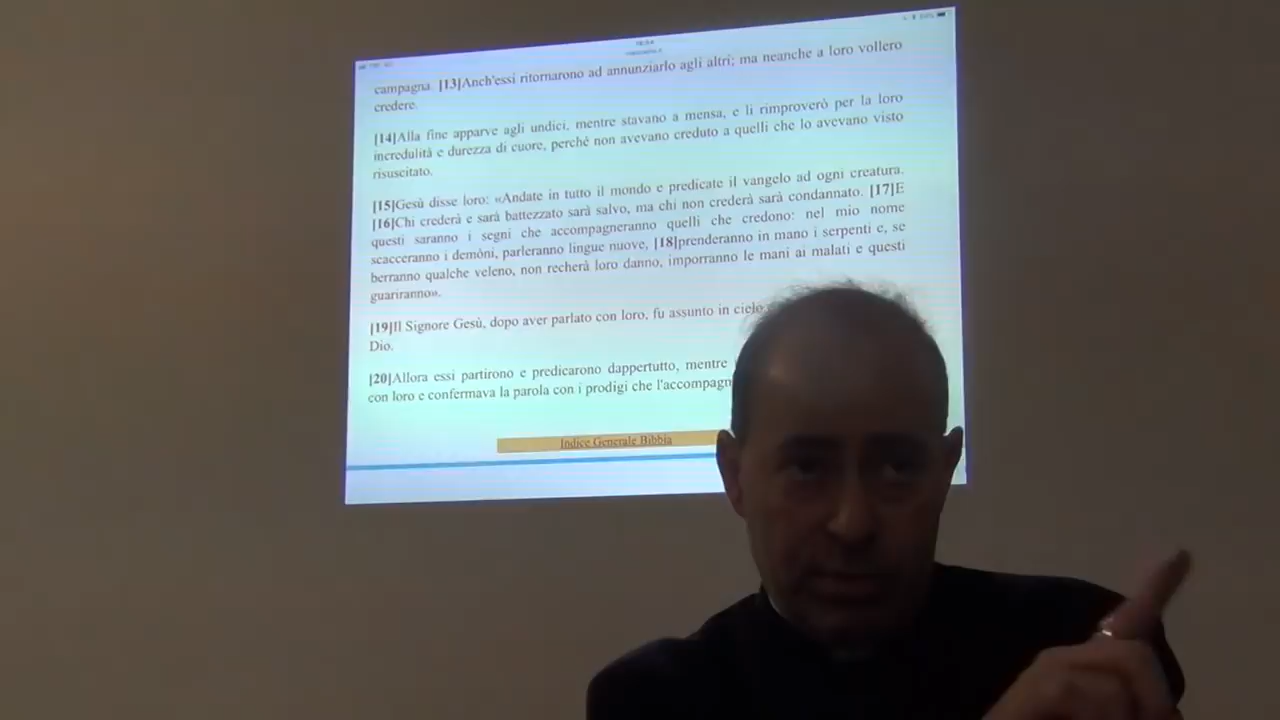 campagna. [13]Anch'essi ritornarono ad annunziarlo agli altri; ma neanche a loro vollero
credere.
[14]Alla fine apparve agli undici, mentre stavano a mensa, e li rimproverò per la loro
incredulità e durezza di cuore, perché non avevano creduto a quelli che lo avevano visto
risuscitato.
[15]Gesù disse loro: «Andate in tutto il mondo e predicate il vangelo ad ogni creatura.
[16]Chi crederà e sarà battezzato sarà salvo, ma chi non crederà sarà condannato. [17]E
questi saranno i segni che accompagneranno quelli che credono: nel mio nome
scacceranno i demòni, parleranno lingue nuove, [18]prenderanno in mano i serpenti e, se
berranno qualche veleno, non recherà loro danno, imporranno le mani ai malati e questi
guariranno».
[19]Il Signore Gesù, dopo aver parlato con loro, fu assunto in cielo
Dio.
[20]Allora essi partirono e predicarono dappertutto, mentre
con loro e confermava la parola con i prodigi che l'accompagn
Indice Generale Bibbia